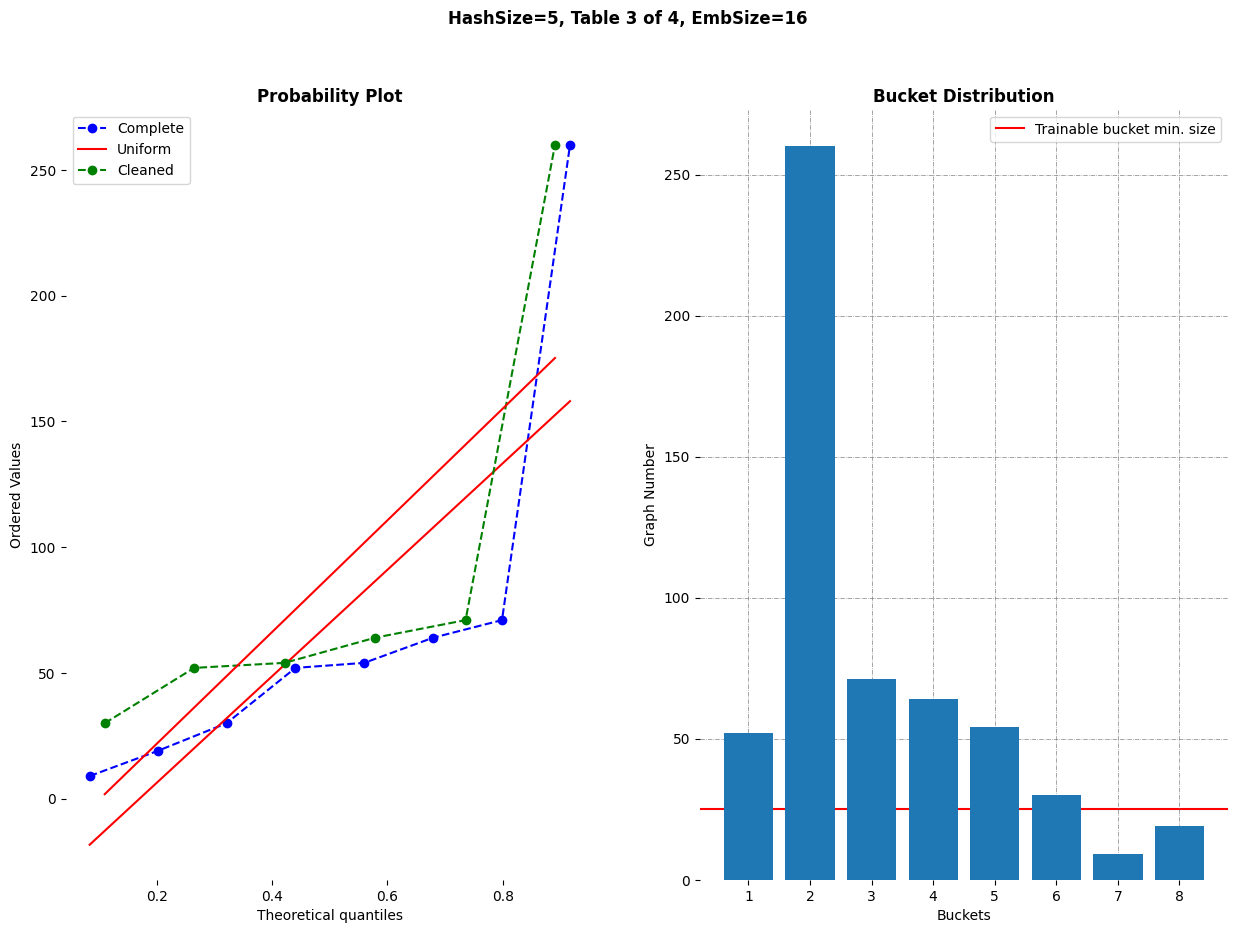 HashSize=5, Table 3 of 4, EmbSize=16
Probability Plot
Complete
Uniform
Cleaned
250
200
150
100
50
0
Ordered Values
0.2 0.4 0.6 0.8
Theoretical quantiles
Bucket Distribution
Trainable bucket min. size
250
200
150
100
50
0
Graph Number
1 2 3 4 5 6 7 8
Buckets